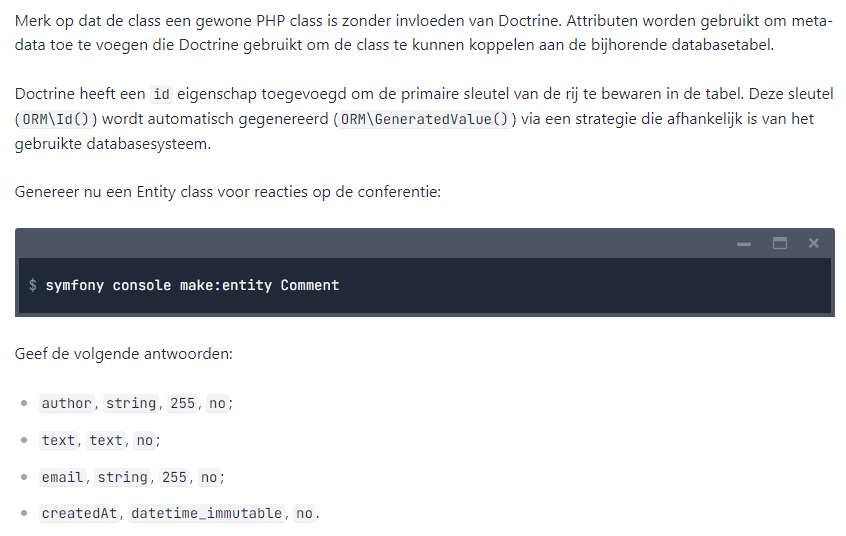 Merk op dat de class een gewone PHP class is zonder invloeden van Doctrine. Attributen worden gebruikt om meta-
data toe te voegen die Doctrine gebruikt om de class te kunnen koppelen aan de bijhorende databasetabel.
Doctrine heeft een id eigenschap toegevoegd om de primaire sleutel van de rij te bewaren in de tabel. Deze sleutel
(ORM\Id()) wordt automatisch gegenereerd (ORM\GeneratedValue()) via een strategie die afhankelijk is van het
gebruikte databasesysteem.
Genereer nu een Entity class voor reacties op de conferentie:
$ symfony console make:entity Comment
Geef de volgende antwoorden:
• author, string, 255, no;
• text, text, no;
• email, string, 255, no;
• createdAt, datetime_immutable, no.